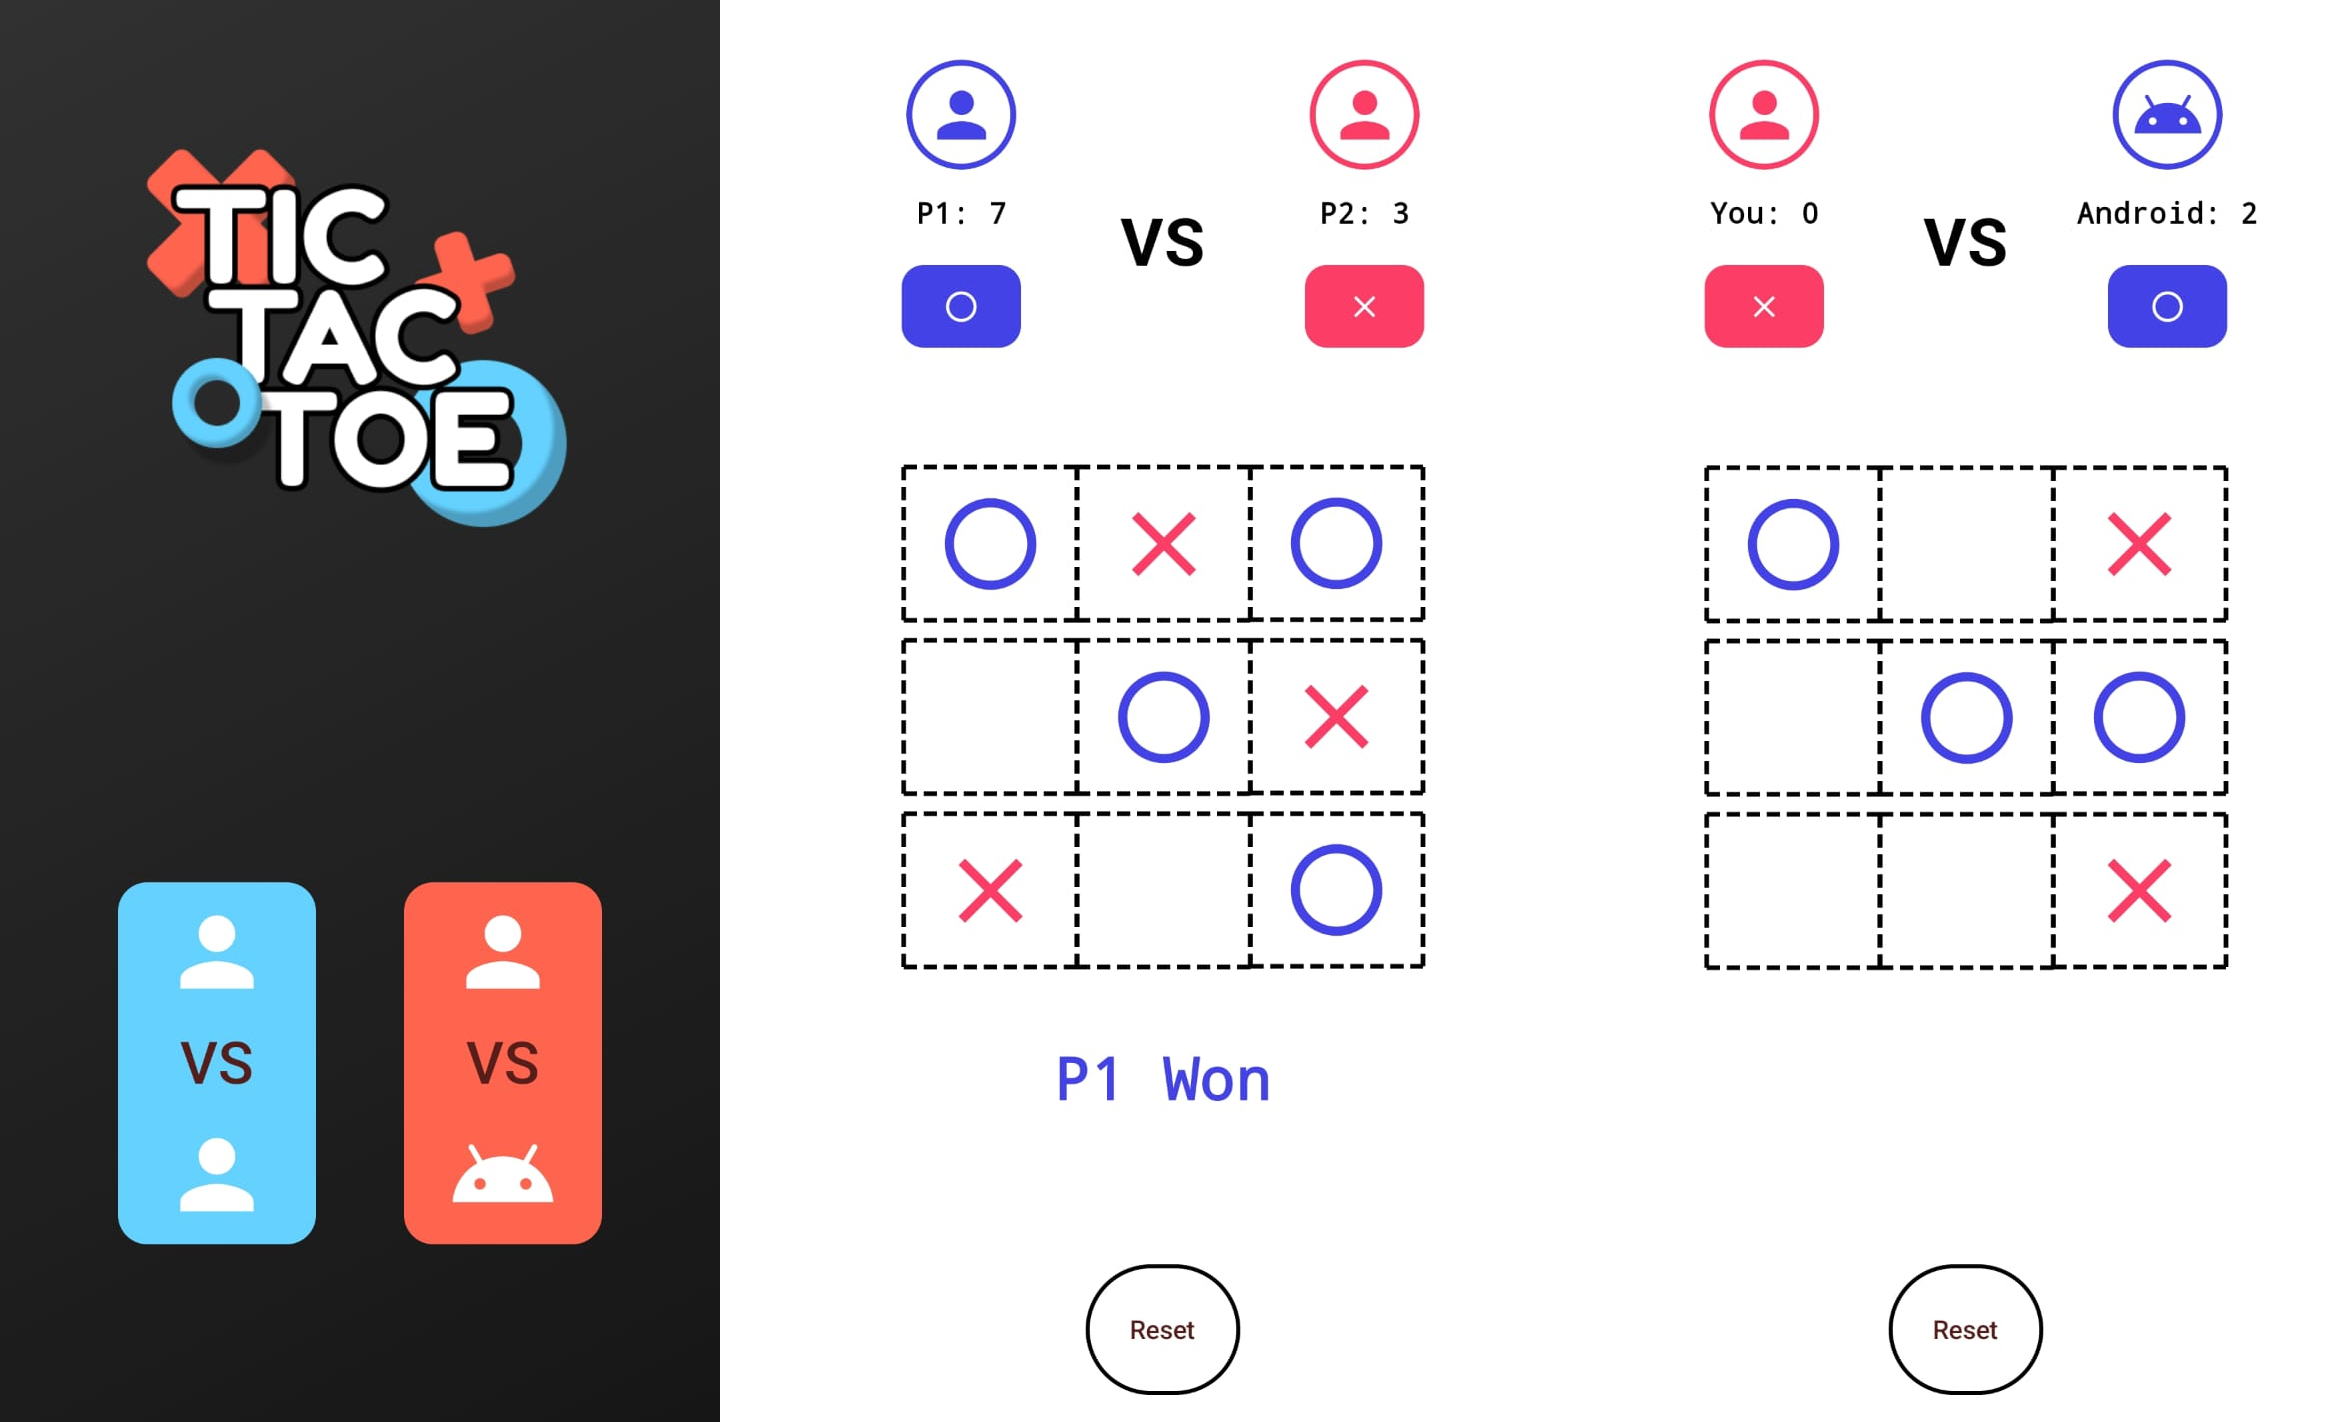 TIC
TAC
TOE
VS
VS
P1: 7
VS
P2: 3
P1 Won
Reset
You: 0
VS
Android: 2
Reset